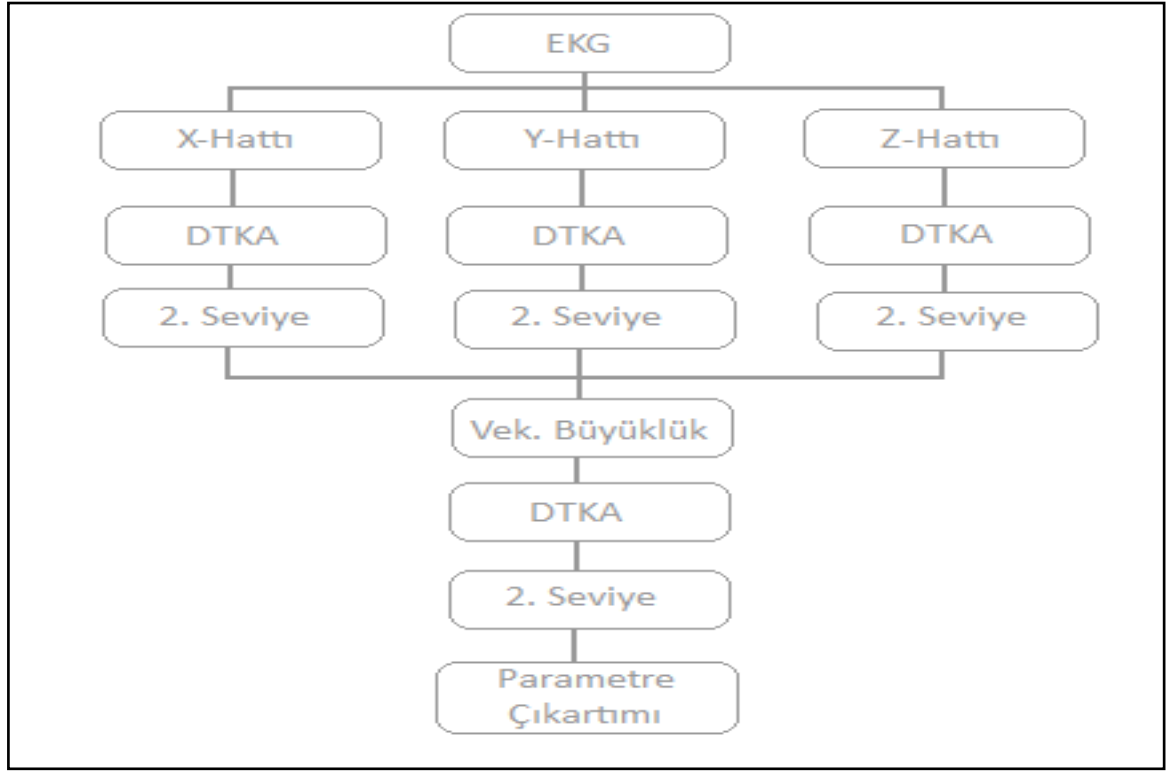 EKG
X-Hattı
Y-Hattı
Z-Hattı
DTKA
DTKA
DTKA
2. Seviye
2. Seviye
2. Seviye
Vek. Büyüklük
DTKA
2. Seviye
Parametre
Çıkartımı